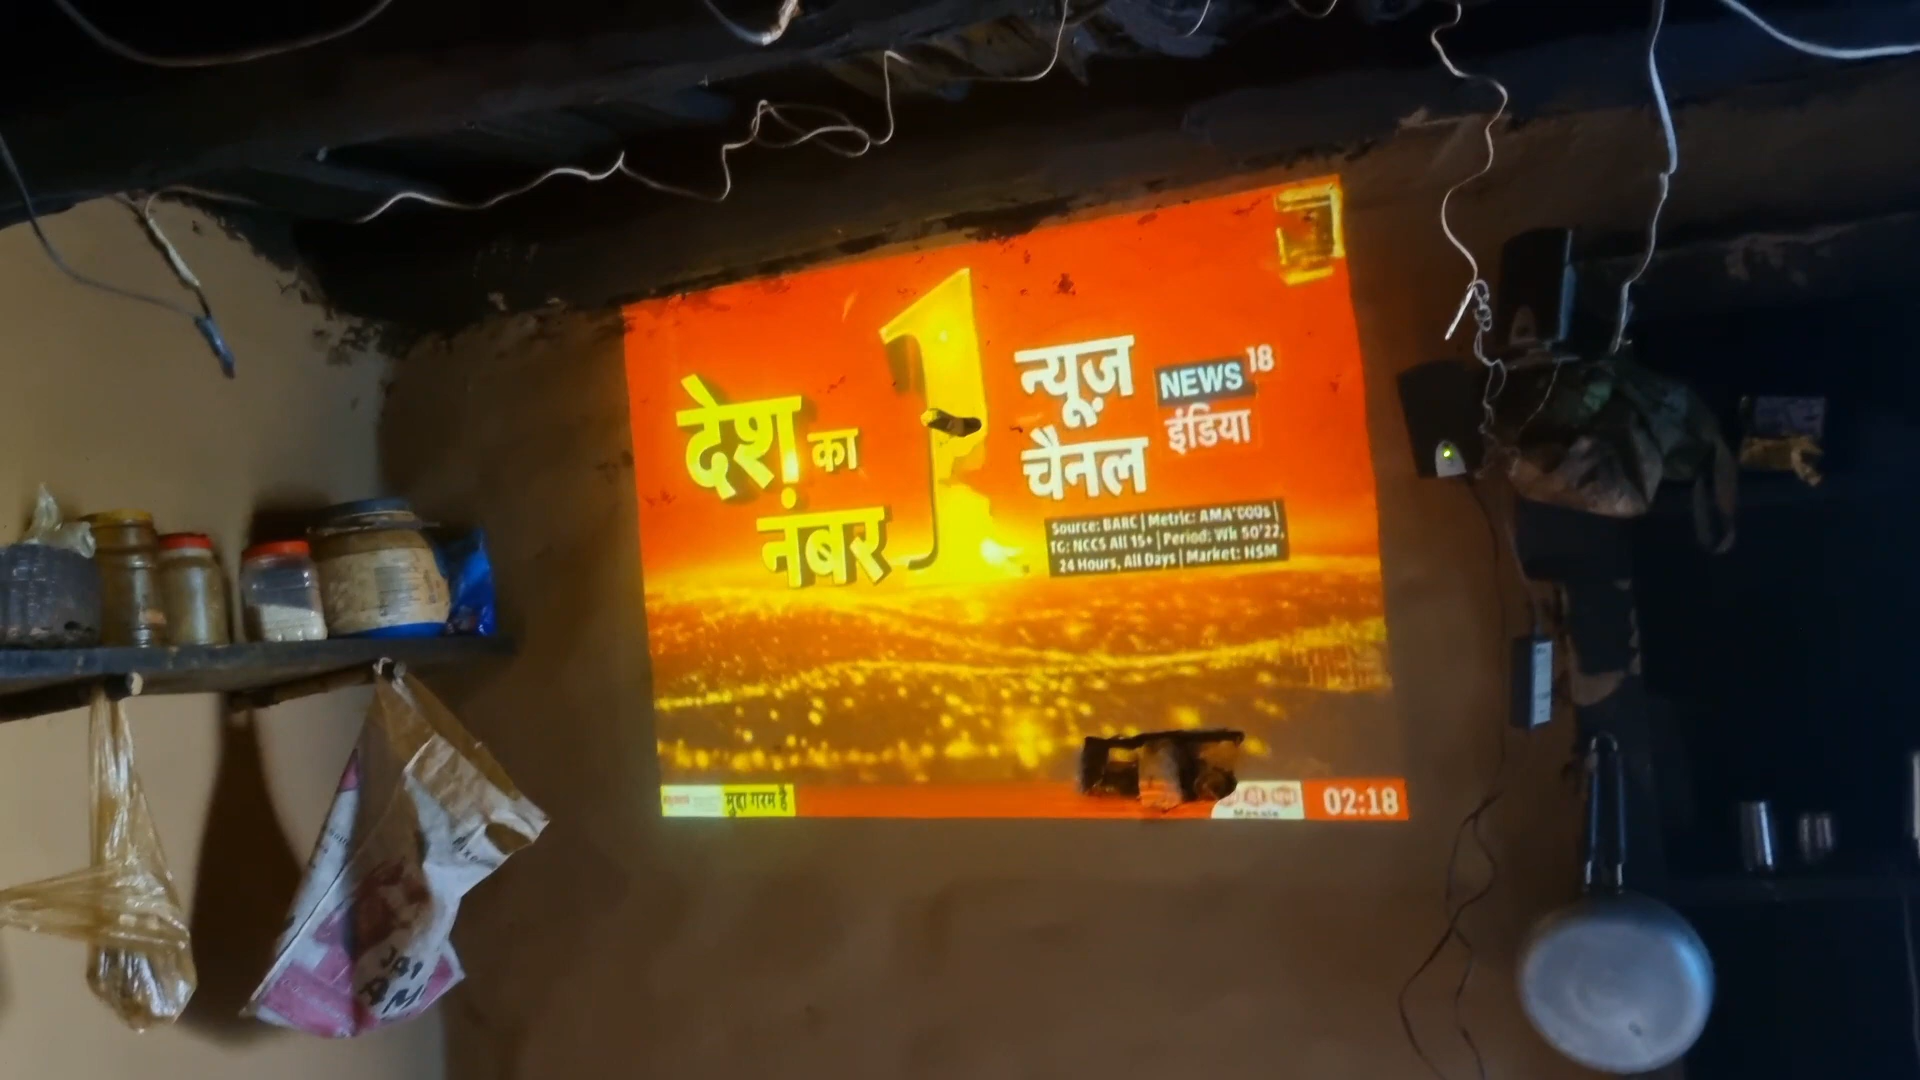 देश का
नंबर
1
न्यूज़
चैनल
NEWS 18
इंडिया
Source: BARC | Metric: AMA'000s |
TG: NCCS All 15+ | Period: Wk 50'22,
24 Hours, All Days | Market: HSM
मुद्दा गरम है
Masale
02:18